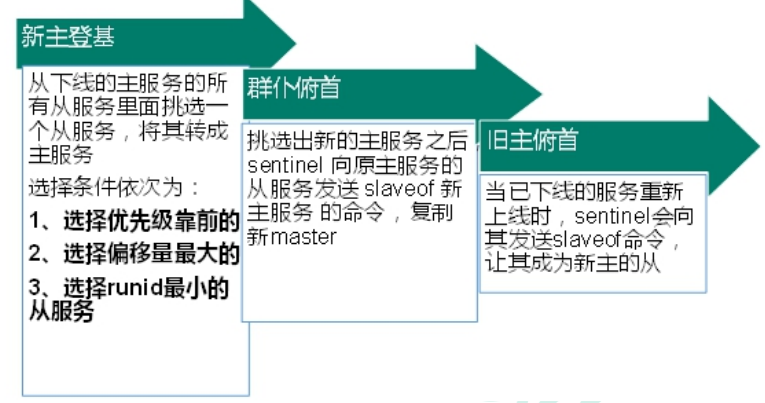 新主登基
从下线的主服务的所
有从服务里面挑选一
个从服务，将其转成
主服务
选择条件依次为：
1、选择优先级靠前的
2、选择偏移量最大的
3、选择runid最小的
从服务
群仆俯首
挑选出新的主服务之后，
sentinel 向原主服务的
从服务发送 slaveof 新
主服务 的命令，复制
新master
旧主俯首
当已下线的服务重新
上线时，sentinel会向
其发送slaveof命令，
让其成为新主的从